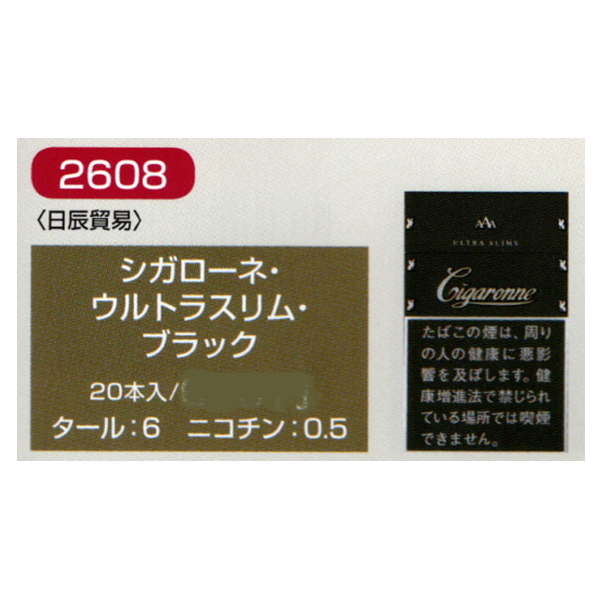 2608
〈日辰貿易〉
シガローネ・
ウルトラスリム・
ブラック
20本入/
タール:6 ニコチン:0.5
AAA
ULTRA SLIMS
Cigaronne
たばこの煙は、周り
の人の健康に悪影
響を及ぼします。健
康増進法で禁じられ
ている場所では喫煙
できません。